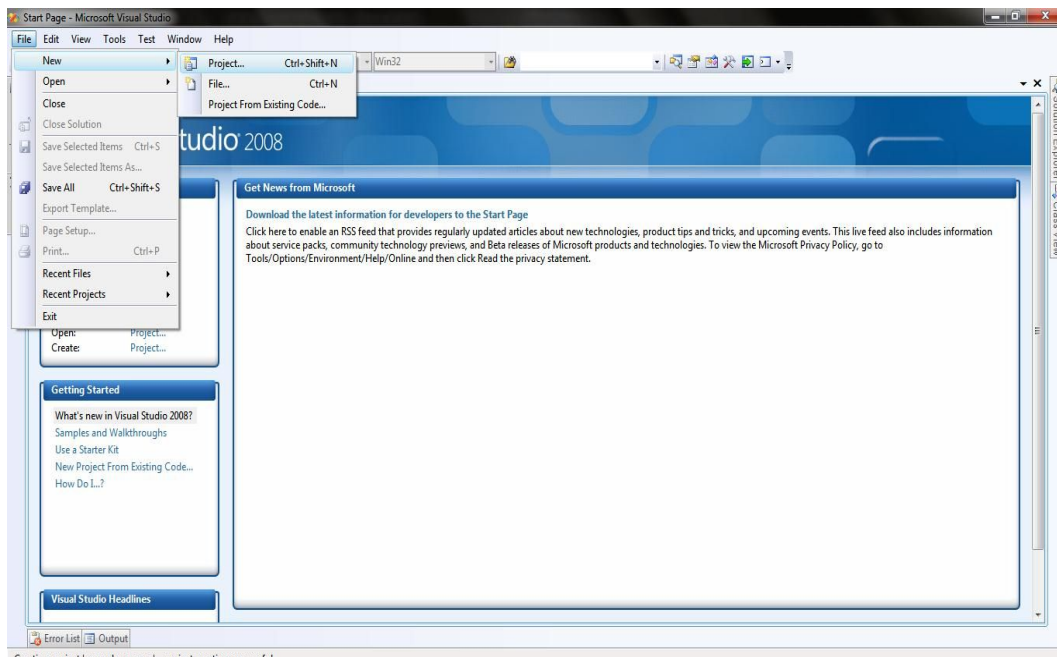 Start Page - Microsoft Visual Studio
File Edit View Tools Test Window Help
New
Open
Close
Close Solution
Save Selected Items Ctrl+S
Save Selected Items As...
Save All Ctrl+Shift+S
Export Template...
Page Setup...
Print... Ctrl+P
Recent Files
Recent Projects
Exit
Project... Ctrl+Shift+N
File... Ctrl+N
Project From Existing Code...
Win32
tudio 2008
Open: Project...
Create: Project...
Getting Started
What's new in Visual Studio 2008?
Samples and Walkthroughs
Use a Starter Kit
New Project From Existing Code...
How Do I...?
Visual Studio Headlines
Get News from Microsoft
Download the latest information for developers to the Start Page
Click here to enable an RSS feed that provides regularly updated articles about new technologies, product tips and tricks, and upcoming events. This live feed also includes information
about service packs, community technology previews, and Beta releases of Microsoft products and technologies. To view the Microsoft Privacy Policy, go to
Tools/Options/Environment/Help/Online and then click Read the privacy statement.
Solution Explorer
Class View
Error List Output